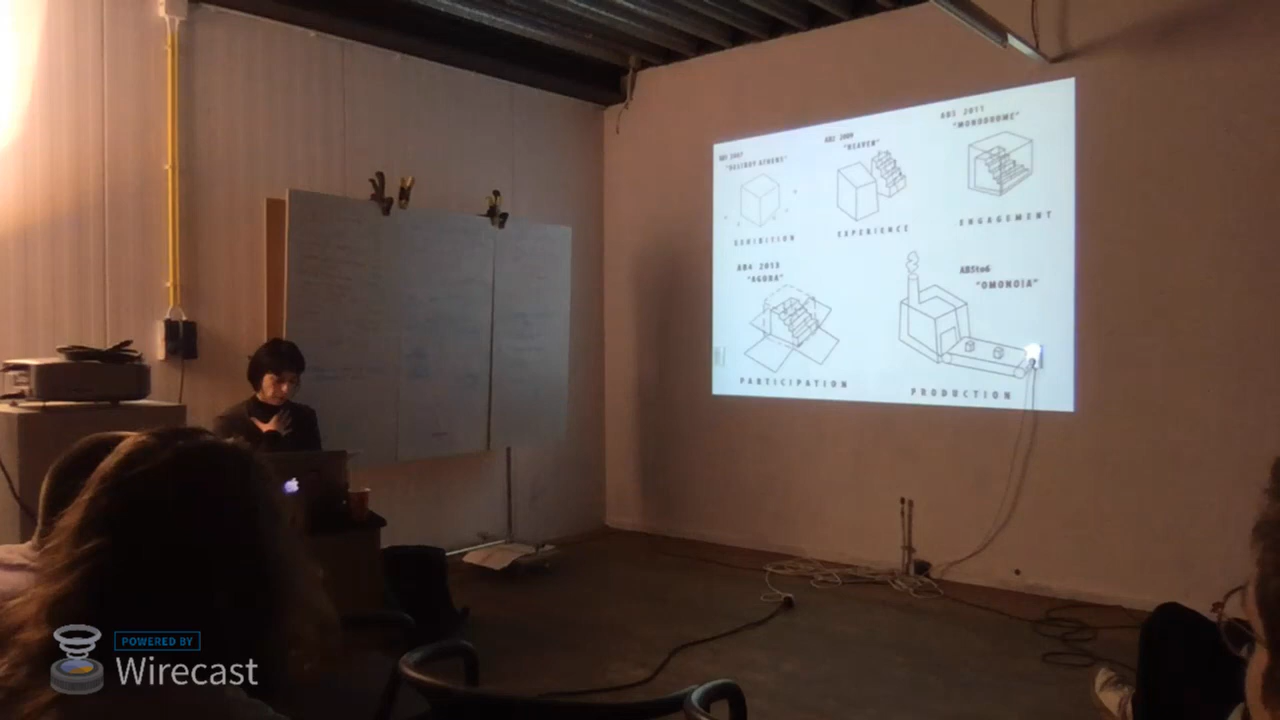 AB1 2007
"DESTROY ATHENS"
EXHIBITION
AB2 2009
"HEAVEN"
EXPERIENCE
AB3 2011
"MONODROME"
ENGAGEMENT
AB4 2013
"AGORA"
PARTICIPATION
AB5to6
"OMONOIA"
PRODUCTION
POWERED BY
Wirecast